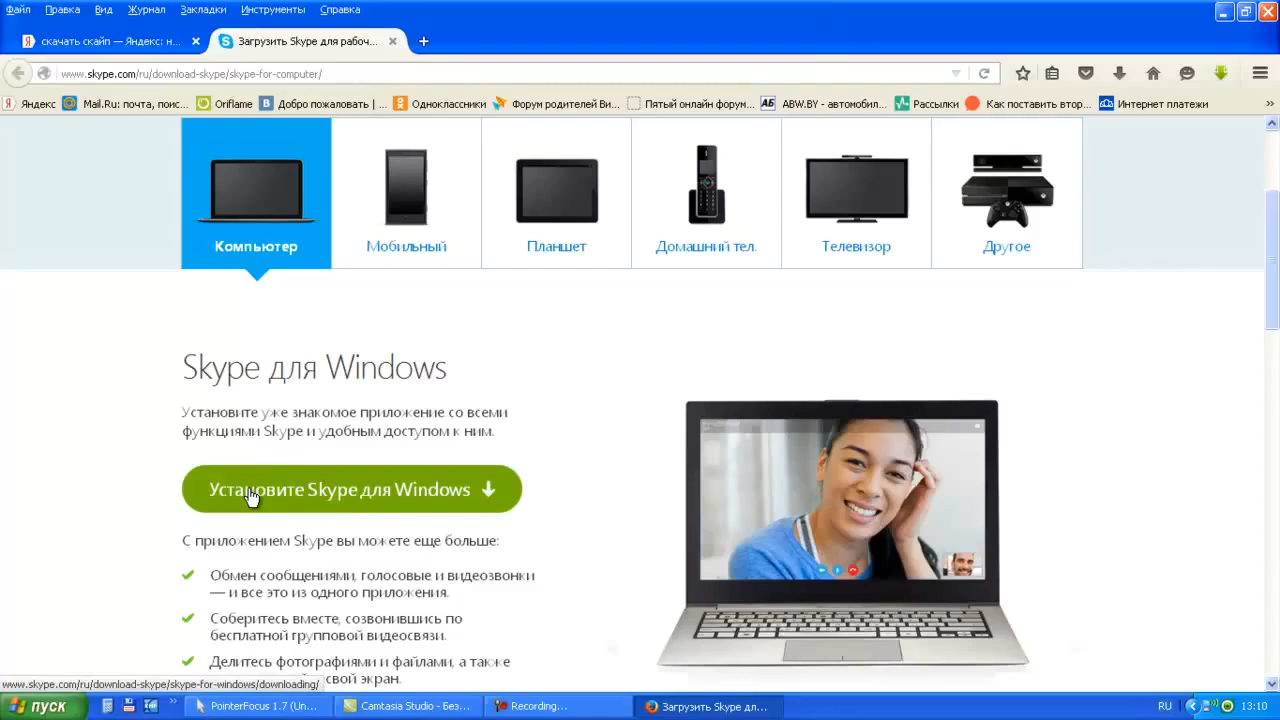 Файл Правка Вид Журнал Закладки Инструменты Справка
скачать скайп — Яндекс: н... Загрузить Skype для рабоч...
www.skype.com/ru/download-skype/skype-for-computer/
Яндекс Mail.Ru: почта, поис... Oriflame Добро пожаловать | ... Одноклассники Форум родителей Ви... Пятый онлайн форум... АБ ABW.BY - автомобил... Рассылки Как поставить втор... Интернет платежи
Компьютер Мобильный Планшет Домашний тел. Телевизор Другое
Skype для Windows
Установите уже знакомое приложение со всеми
функциями Skype и удобным доступом к ним.
Установите Skype для Windows
С приложением Skype вы можете еще больше:
Обмен сообщениями, голосовые и видеозвонки
— и все это из одного приложения.
Соберитесь вместе, созвонившись по
бесплатной групповой видеосвязи.
Делитесь фотографиями и файлами, а также
свой экран.
www.skype.com/ru/download-skype/skype-for-windows/downloading/
пуск PointerFocus 1.7 (Un... Camtasia Studio - Без... Recording... Загрузить Skype дл... RU 13:10